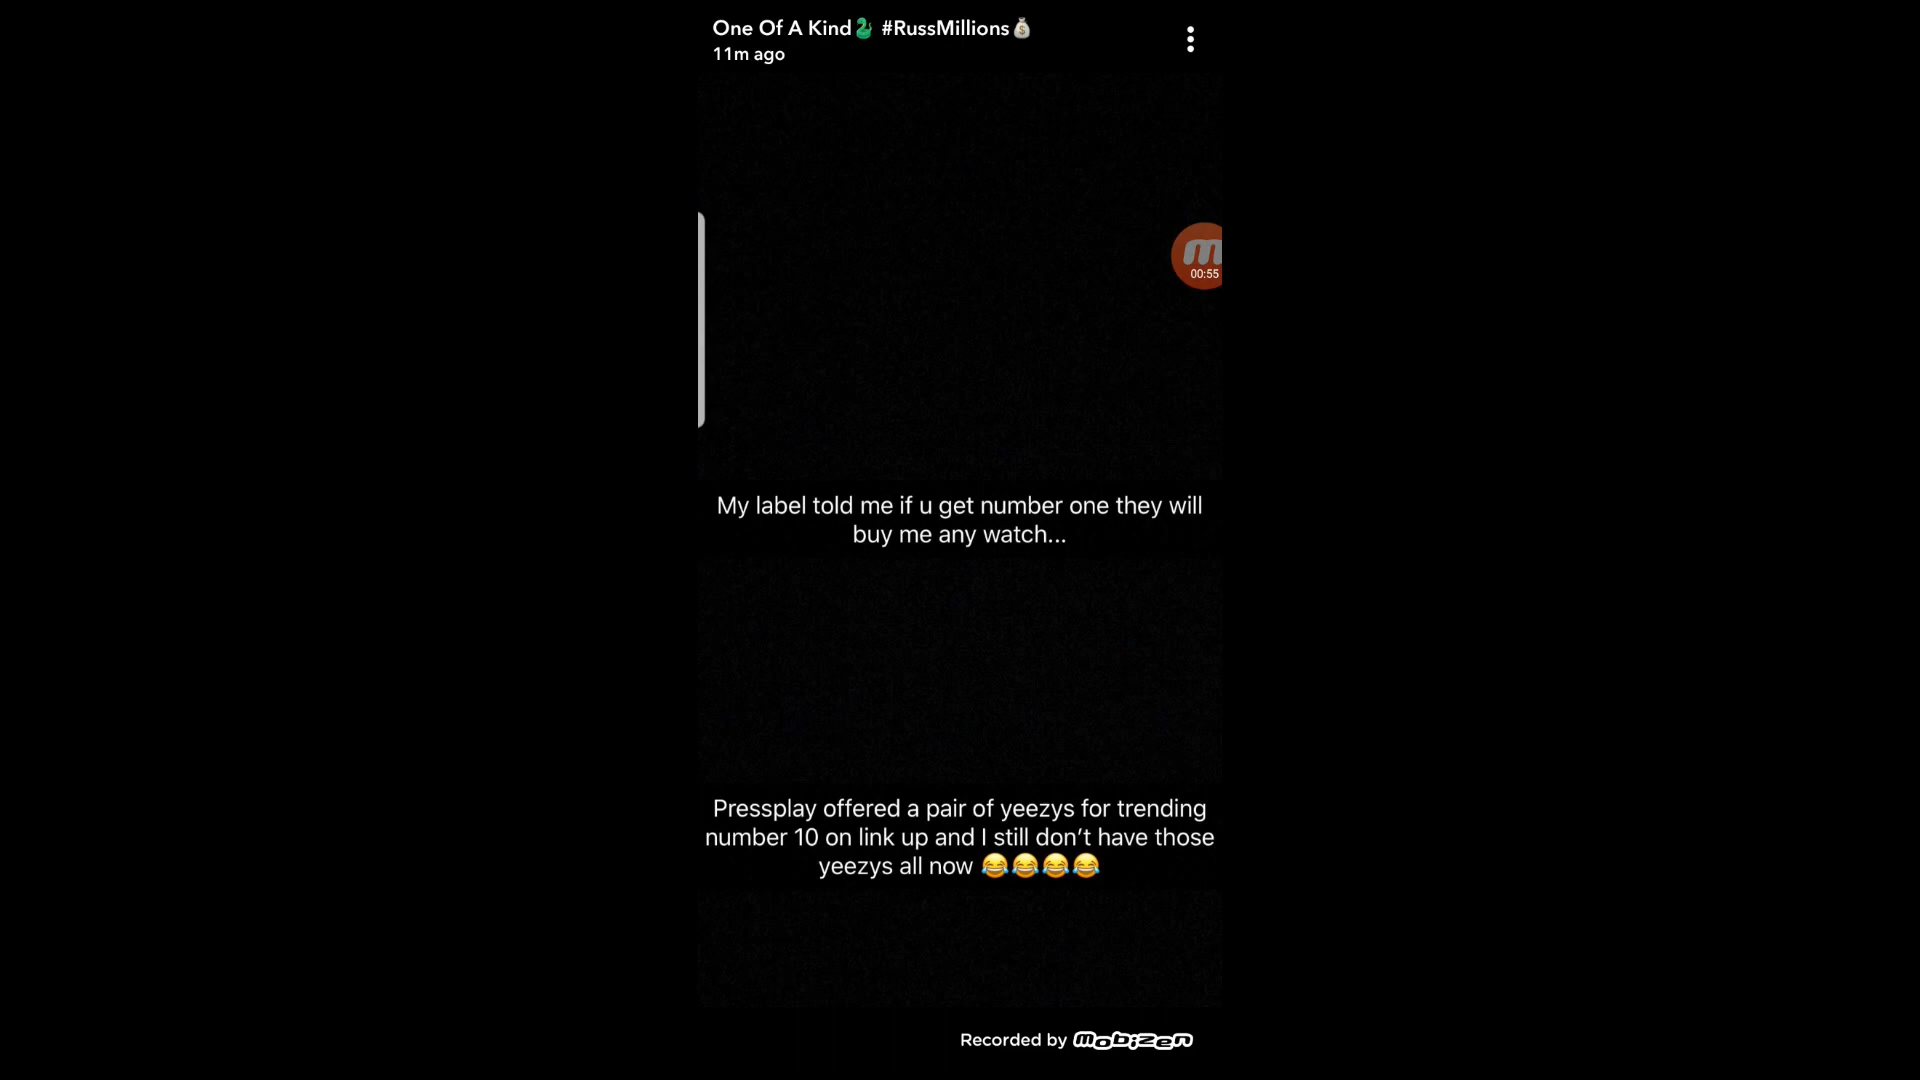 One Of A Kind🐍 #RussMillions💰
11m ago
00:55
My label told me if u get number one they will
buy me any watch...
Pressplay offered a pair of yeezys for trending
number 10 on link up and I still don't have those
yeezys all now 😂😂😂😂
Recorded by mobizen